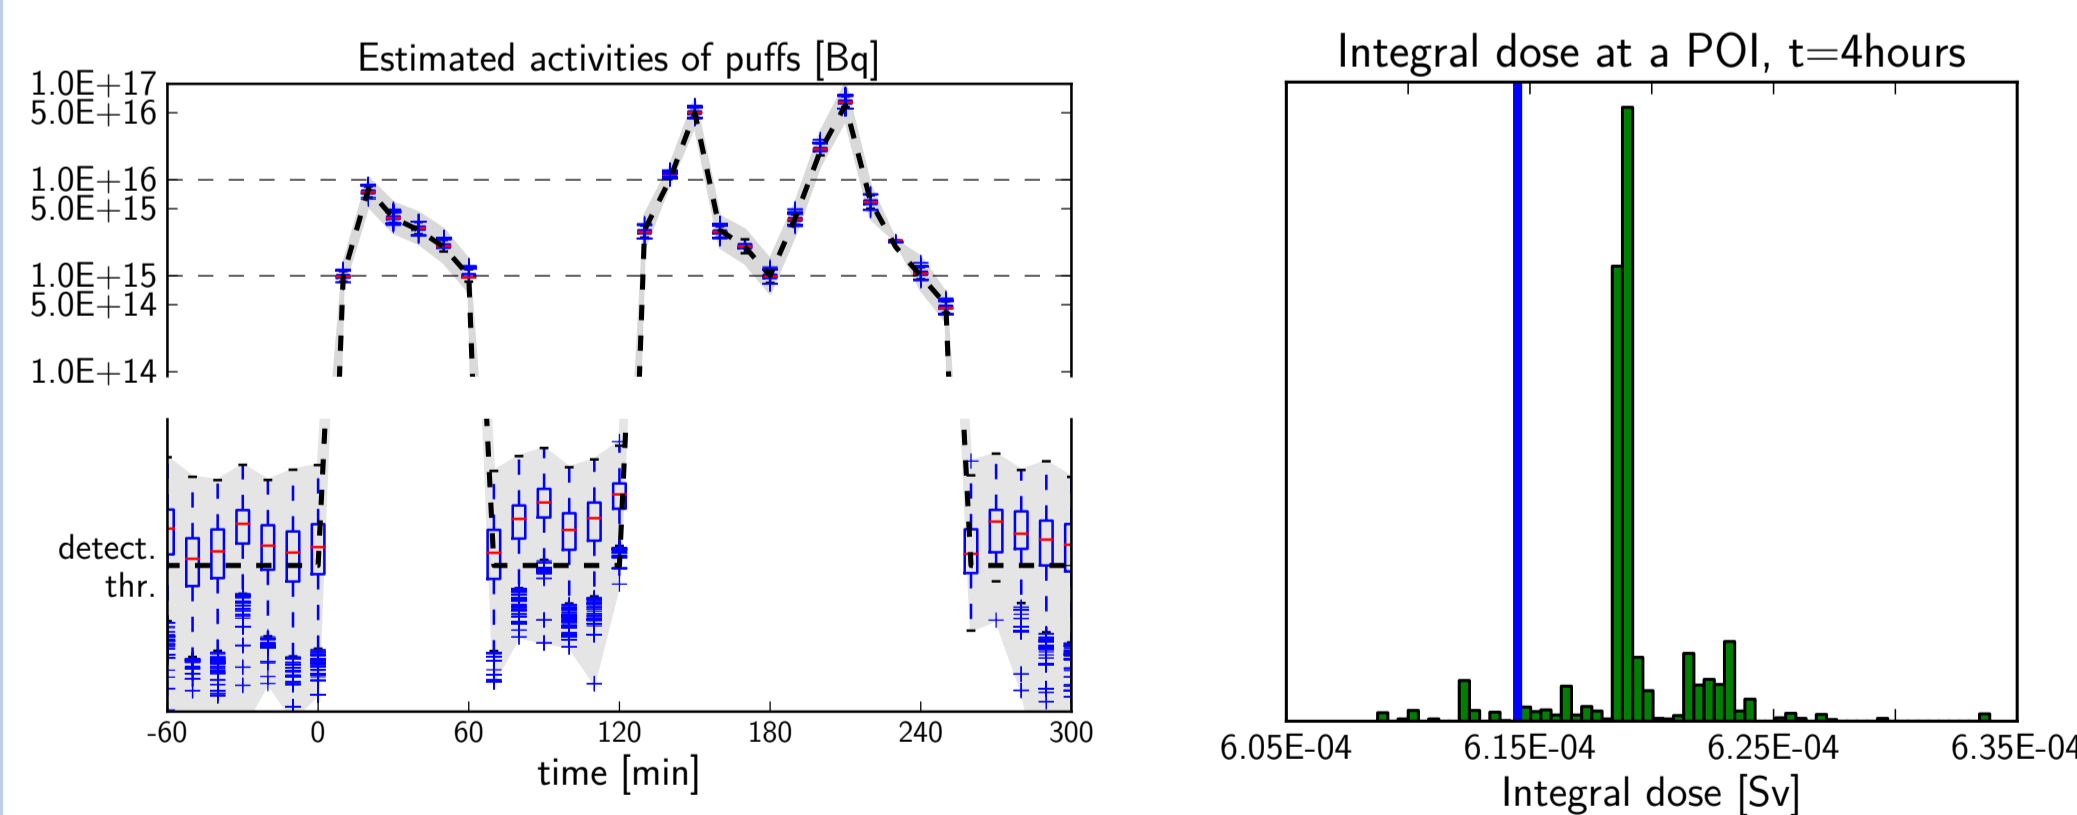 Estimated activities of puffs [Bq]
1.0E+17
5.0E+16
1.0E+16
5.0E+15
1.0E+15
5.0E+14
1.0E+14
detect.
thr.
-60 0 60 120 180 240 300
time [min]
Integral dose at a POI, t=4hours
6.05E-04 6.15E-04 6.25E-04 6.35E-04
Integral dose [Sv]